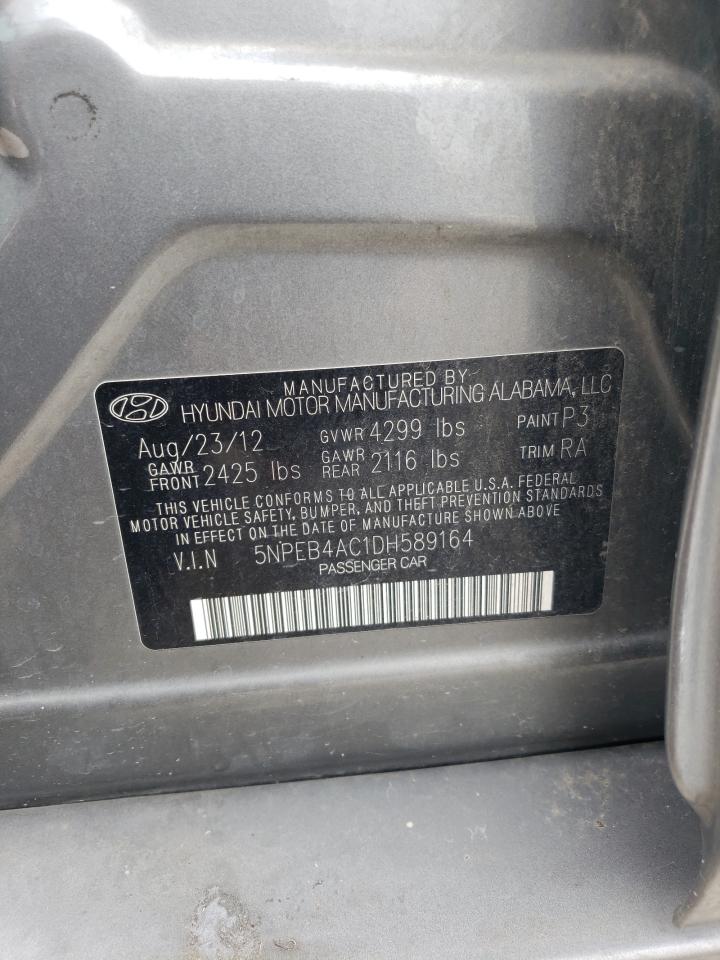 MANUFACTURED BY
HYUNDAI MOTOR MANUFACTURING ALABAMA, LLC
Aug/23/12 GVWR 4299 lbs PAINT P3
GAWR FRONT 2425 lbs GAWR REAR 2116 lbs TRIM RA
THIS VEHICLE CONFORMS TO ALL APPLICABLE U.S.A. FEDERAL
MOTOR VEHICLE SAFETY, BUMPER, AND THEFT PREVENTION STANDARDS
IN EFFECT ON THE DATE OF MANUFACTURE SHOWN ABOVE
V.I.N 5NPEB4AC1DH589164
PASSENGER CAR